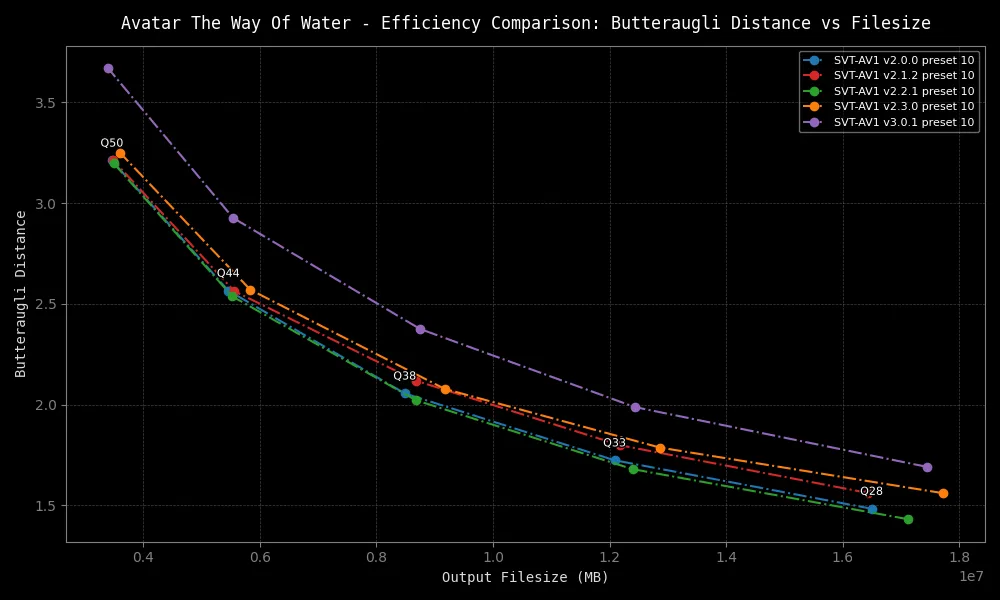 Avatar The Way Of Water - Efficiency Comparison: Butteraugli Distance vs Filesize
SVT-AV1 v2.0.0 preset 10
SVT-AV1 v2.1.2 preset 10
SVT-AV1 v2.2.1 preset 10
SVT-AV1 v2.3.0 preset 10
SVT-AV1 v3.0.1 preset 10
Butteraugli Distance
3.5
3.0
2.5
2.0
1.5
Q50
Q44
Q38
Q33
Q28
0.4 0.6 0.8 1.0 1.2 1.4 1.6 1.8
1e7
Output Filesize (MB)